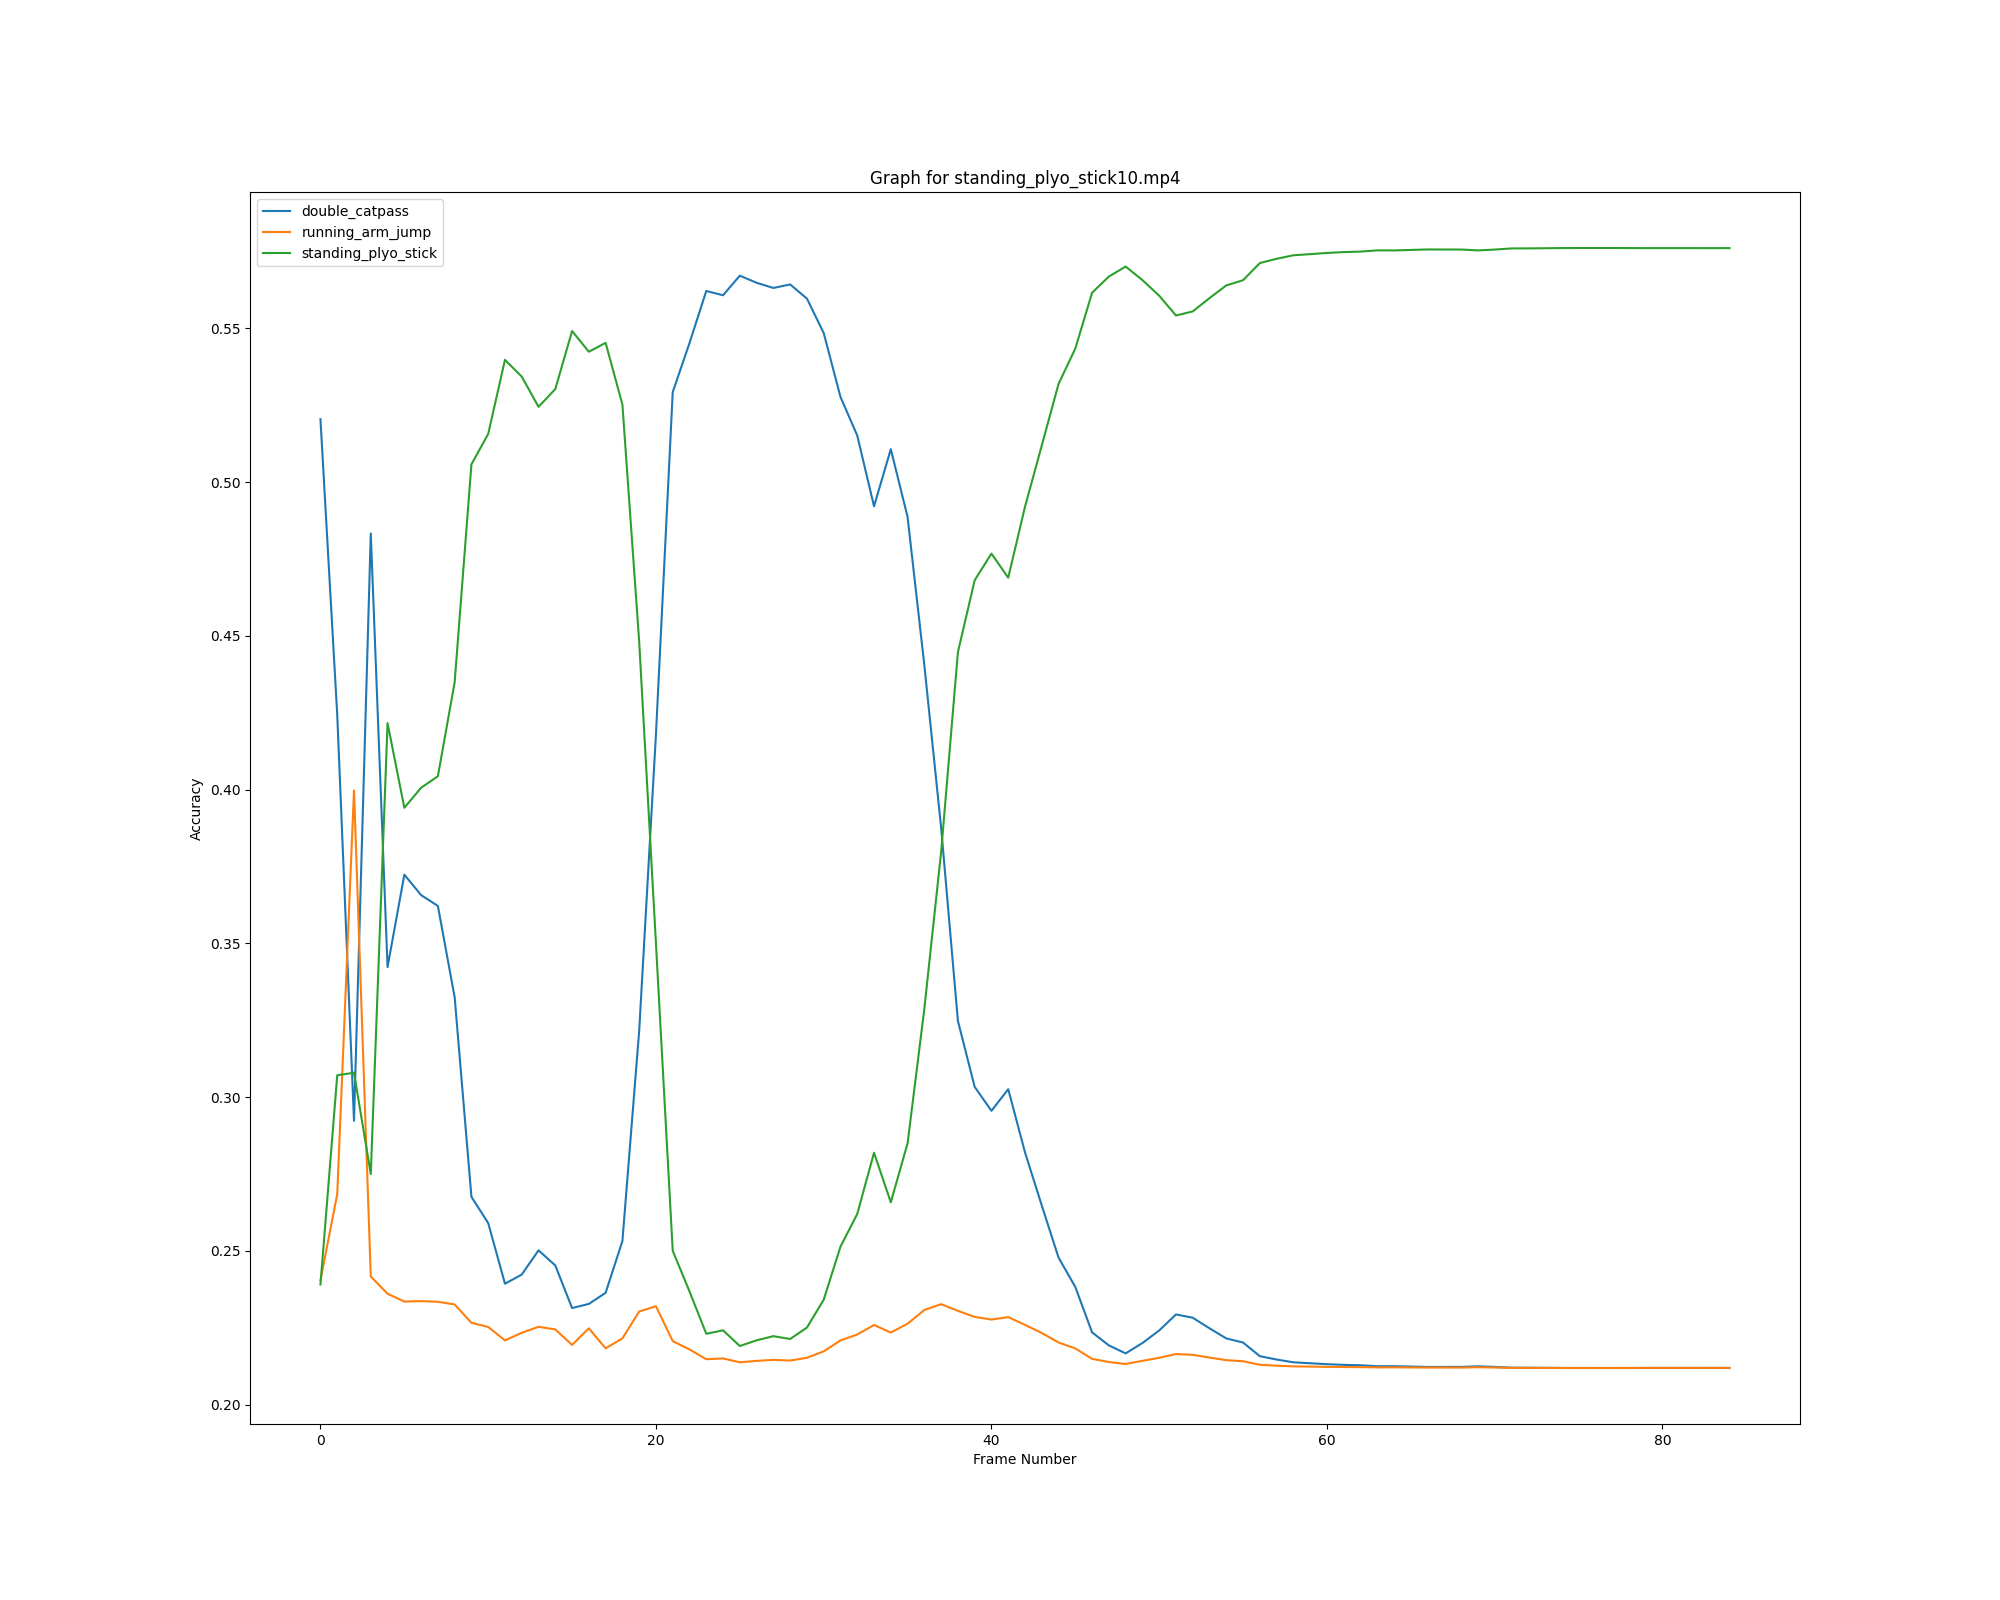 Graph for standing_plyo_stick10.mp4
double_catpass
running_arm_jump
standing_plyo_stick
0.55
0.50
0.45
0.40
0.35
0.30
0.25
0.20
Accuracy
0 20 40 60 80
Frame Number